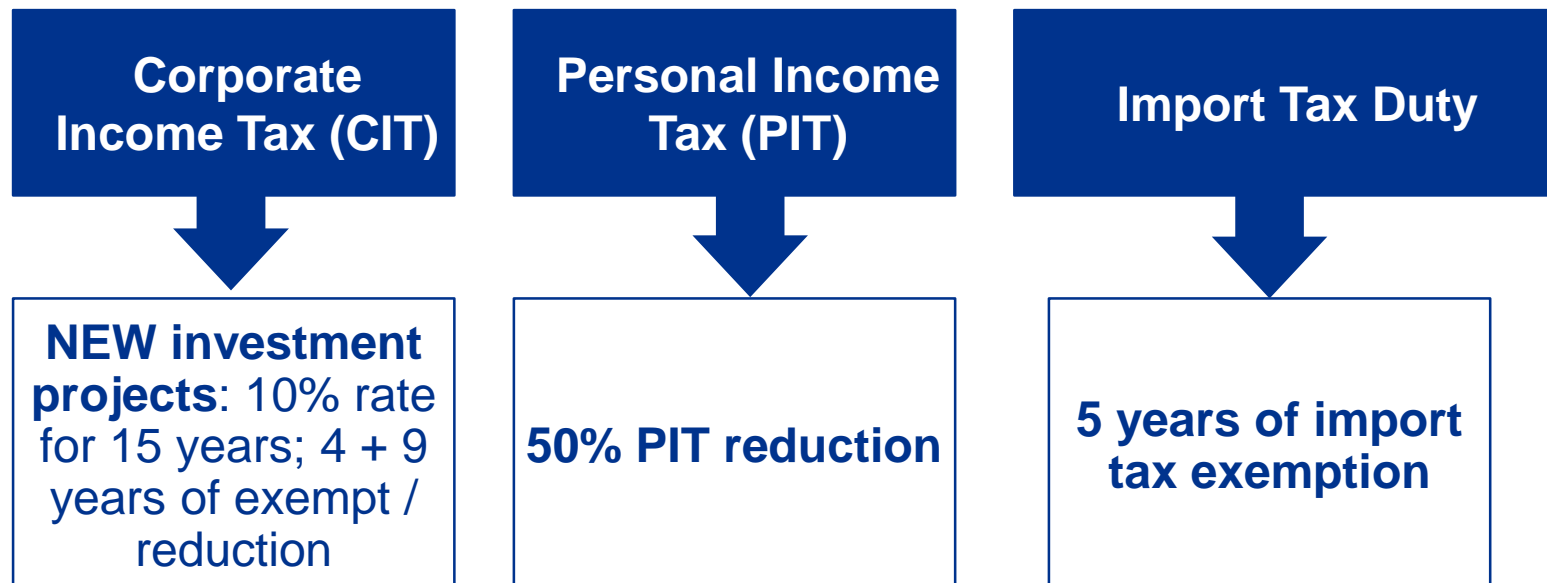 Corporate
Income Tax (CIT)
NEW investment
projects: 10% rate
for 15 years; 4 + 9
years of exempt /
reduction
Personal Income
Tax (PIT)
50% PIT reduction
Import Tax Duty
5 years of import
tax exemption